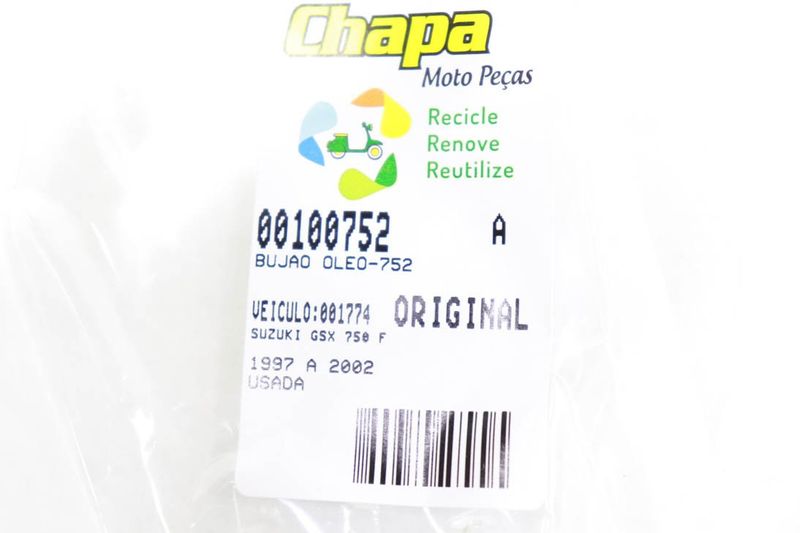 Chapa
Moto Peças
Recicle
Renove
Reutilize
00100752 A
BUJAO OLEO-752
VEICULO:001774 ORIGINAL
SUZUKI GSX 750 F
1997 A 2002
USADA